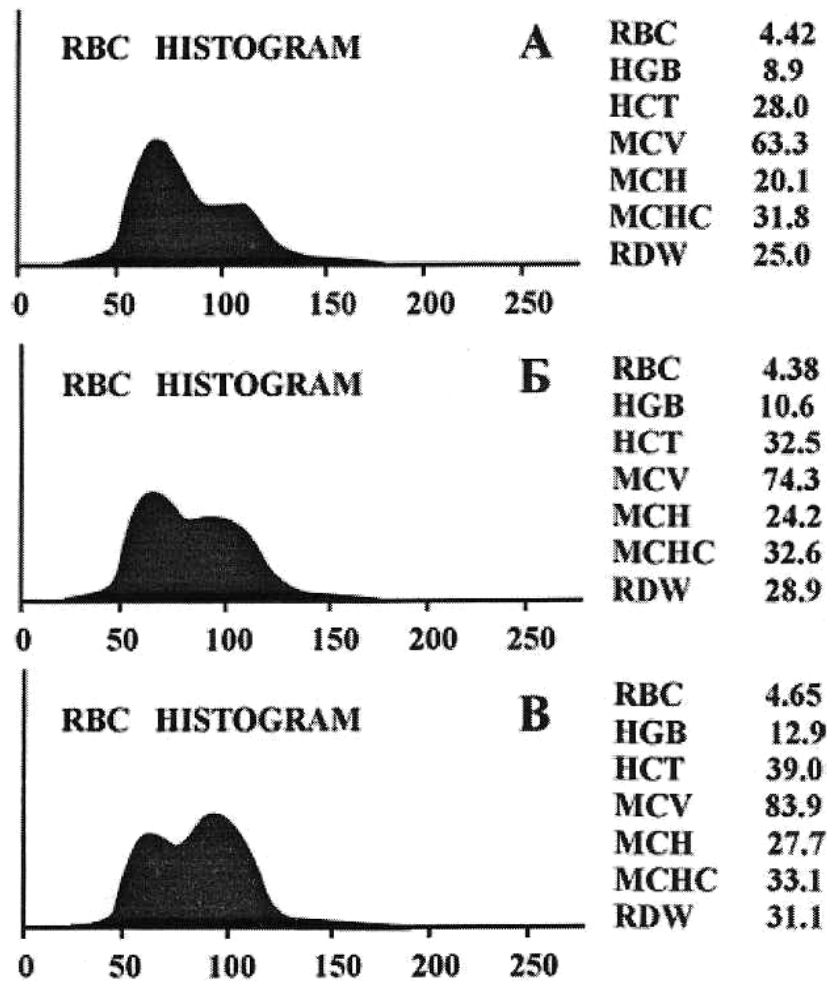 RBC HISTOGRAM А
RBC 4.42
HGB 8.9
HCT 28.0
MCV 63.3
MCH 20.1
MCHC 31.8
RDW 25.0
0 50 100 150 200 250
RBC HISTOGRAM Б
RBC 4.38
HGB 10.6
HCT 32.5
MCV 74.3
MCH 24.2
MCHC 32.6
RDW 28.9
0 50 100 150 200 250
RBC HISTOGRAM В
RBC 4.65
HGB 12.9
HCT 39.0
MCV 83.9
MCH 27.7
MCHC 33.1
RDW 31.1
0 50 100 150 200 250